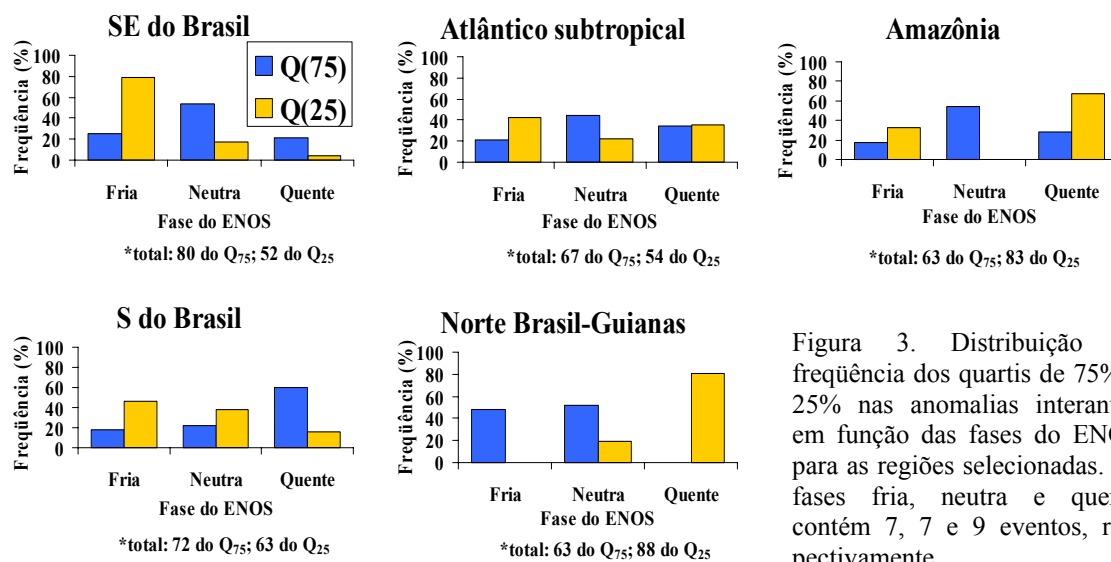 SE do Brasil
Freqüência (%)
100
80
60
40
20
0
Q(75)
Q(25)
Fria Neutra Quente
Fase do ENOS
*total: 80 do Q75; 52 do Q25
Atlântico subtropical
Freqüência (%)
100
80
60
40
20
0
Fria Neutra Quente
Fase do ENOS
*total: 67 do Q75; 54 do Q25
Amazônia
Freqüência (%)
100
80
60
40
20
0
Fria Neutra Quente
Fase do ENOS
*total: 63 do Q75; 83 do Q25
S do Brasil
Freqüência (%)
100
80
60
40
20
0
Fria Neutra Quente
Fase do ENOS
*total: 72 do Q75; 63 do Q25
Norte Brasil-Guianas
Freqüência (%)
100
80
60
40
20
0
Fria Neutra Quente
Fase do ENOS
*total: 63 do Q75; 88 do Q25
Figura 3. Distribuição
freqüência dos quartis de 75%
25% nas anomalias
em função das fases do
para as regiões selecionadas.
fases fria, neutra e
contém 7, 7 e 9 eventos,
pectivamente